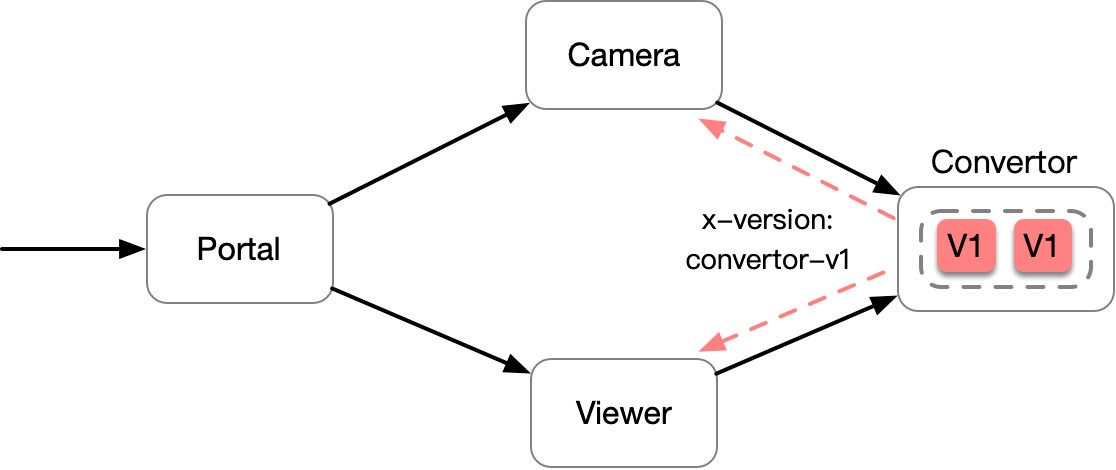 Camera
Convertor
Portal
x-version:
convertor-v1
V1 V1
Viewer